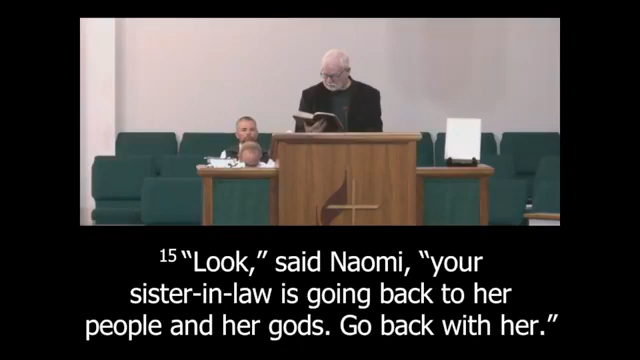 15 “Look,” said Naomi, “your
sister-in-law is going back to her
people and her gods. Go back with her.”